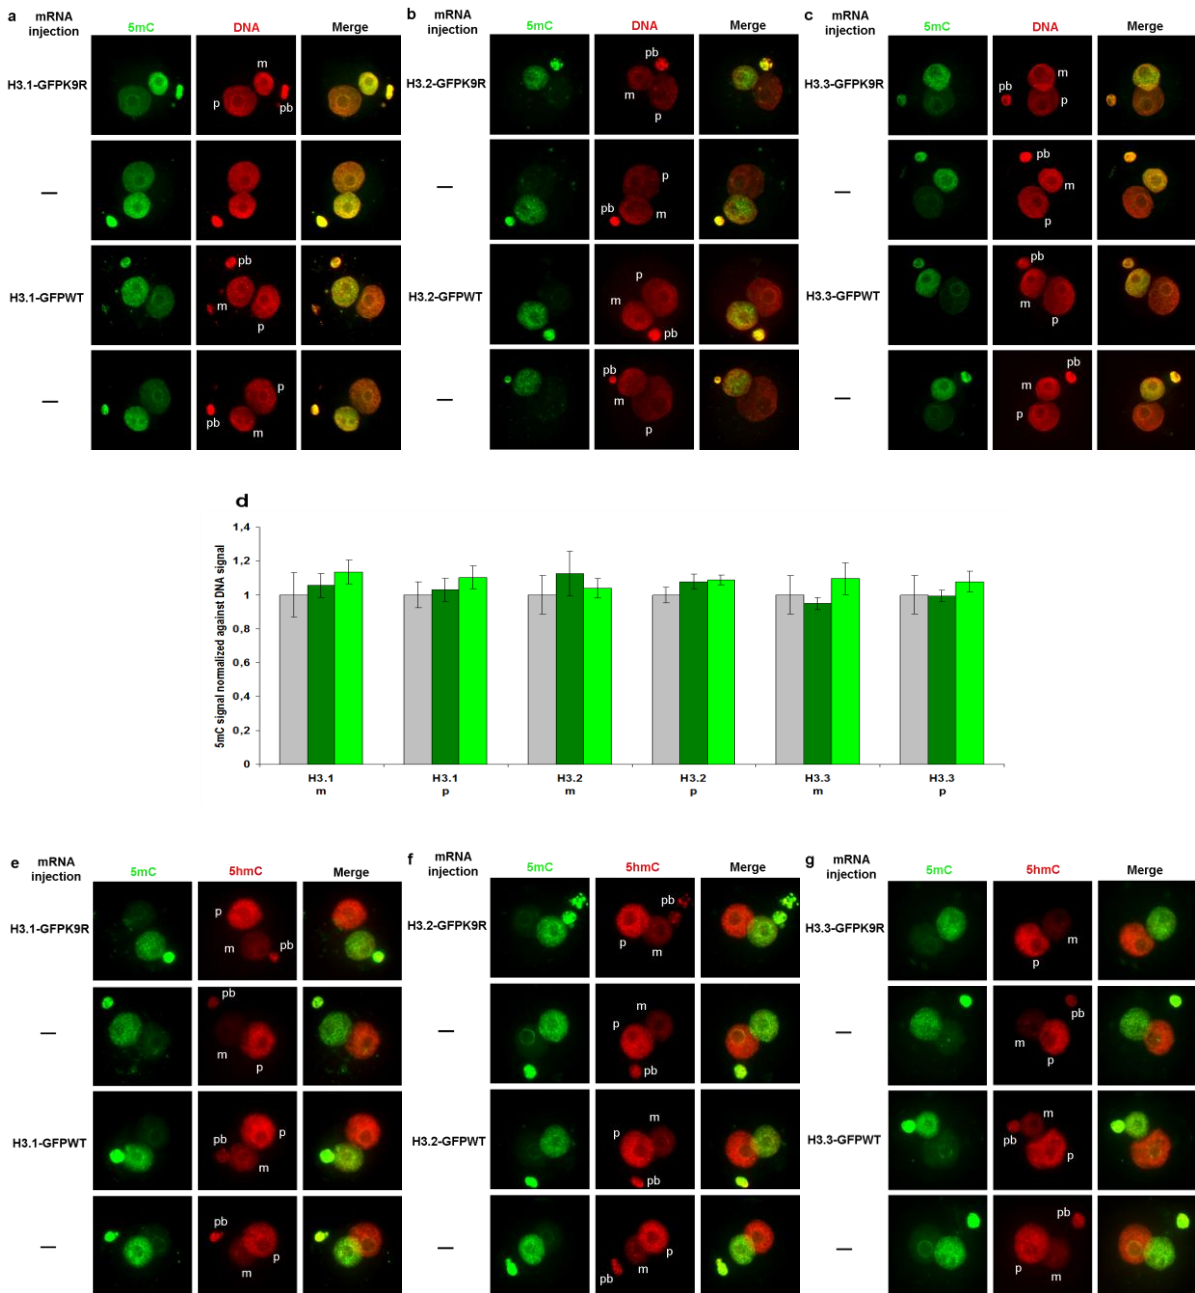 a mRNA injection 5mC DNA Merge
H3.1-GFPK9R m p pb
—
H3.1-GFPWT pb m p
— p pb m
b mRNA injection 5mC DNA Merge
H3.2-GFPK9R pb m p
— p pb m
H3.2-GFPWT p m pb
— pb m p
c mRNA injection 5mC DNA Merge
H3.3-GFPK9R m pb p
— pb m p
H3.3-GFPWT pb m p
— pb m p
d
5mC signal normalized against DNA signal
1,4
1,2
1
0,8
0,6
0,4
0,2
0
H3.1 H3.1 H3.2 H3.2 H3.3 H3.3
m p m p m p
e mRNA injection 5mC 5hmC Merge
H3.1-GFPK9R p m pb
— pb m p
H3.1-GFPWT pb p m
— pb p m
f mRNA injection 5mC 5hmC Merge
H3.2-GFPK9R pb p m
— m p pb
H3.2-GFPWT m p pb
— p m pb
g mRNA injection 5mC 5hmC Merge
H3.3-GFPK9R m p
— pb m p
H3.3-GFPWT m pb p
— pb p m